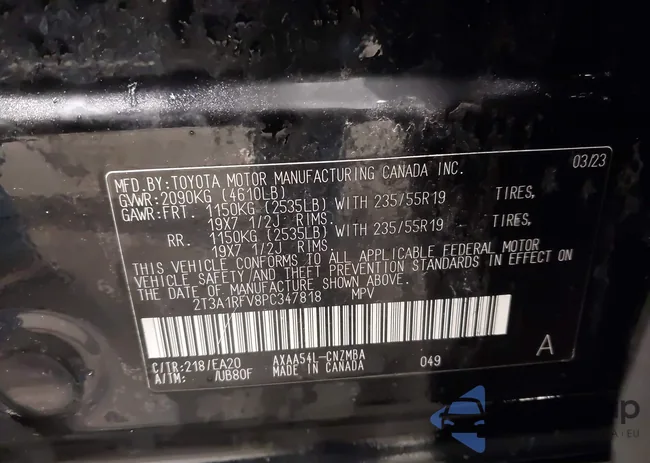 MFD.BY:TOYOTA MOTOR MANUFACTURING CANADA INC. 03/23
GVWR:2090KG (4610LB)
GAWR:FRT. 1150KG (2535LB) WITH 235/55R19 TIRES,
19X7 1/2J RIMS.
RR. 1150KG (2535LB) WITH 235/55R19 TIRES,
19X7 1/2J RIMS.
THIS VEHICLE CONFORMS TO ALL APPLICABLE FEDERAL MOTOR
VEHICLE SAFETY AND THEFT PREVENTION STANDARDS IN EFFECT ON
THE DATE OF MANUFACTURE SHOWN ABOVE.
2T3A1RFV8PC347818 MPV
C/TR:218/EA20 AXAA54L-CNZMBA 049 A
A/TM: /UB80F MADE IN CANADA
EU